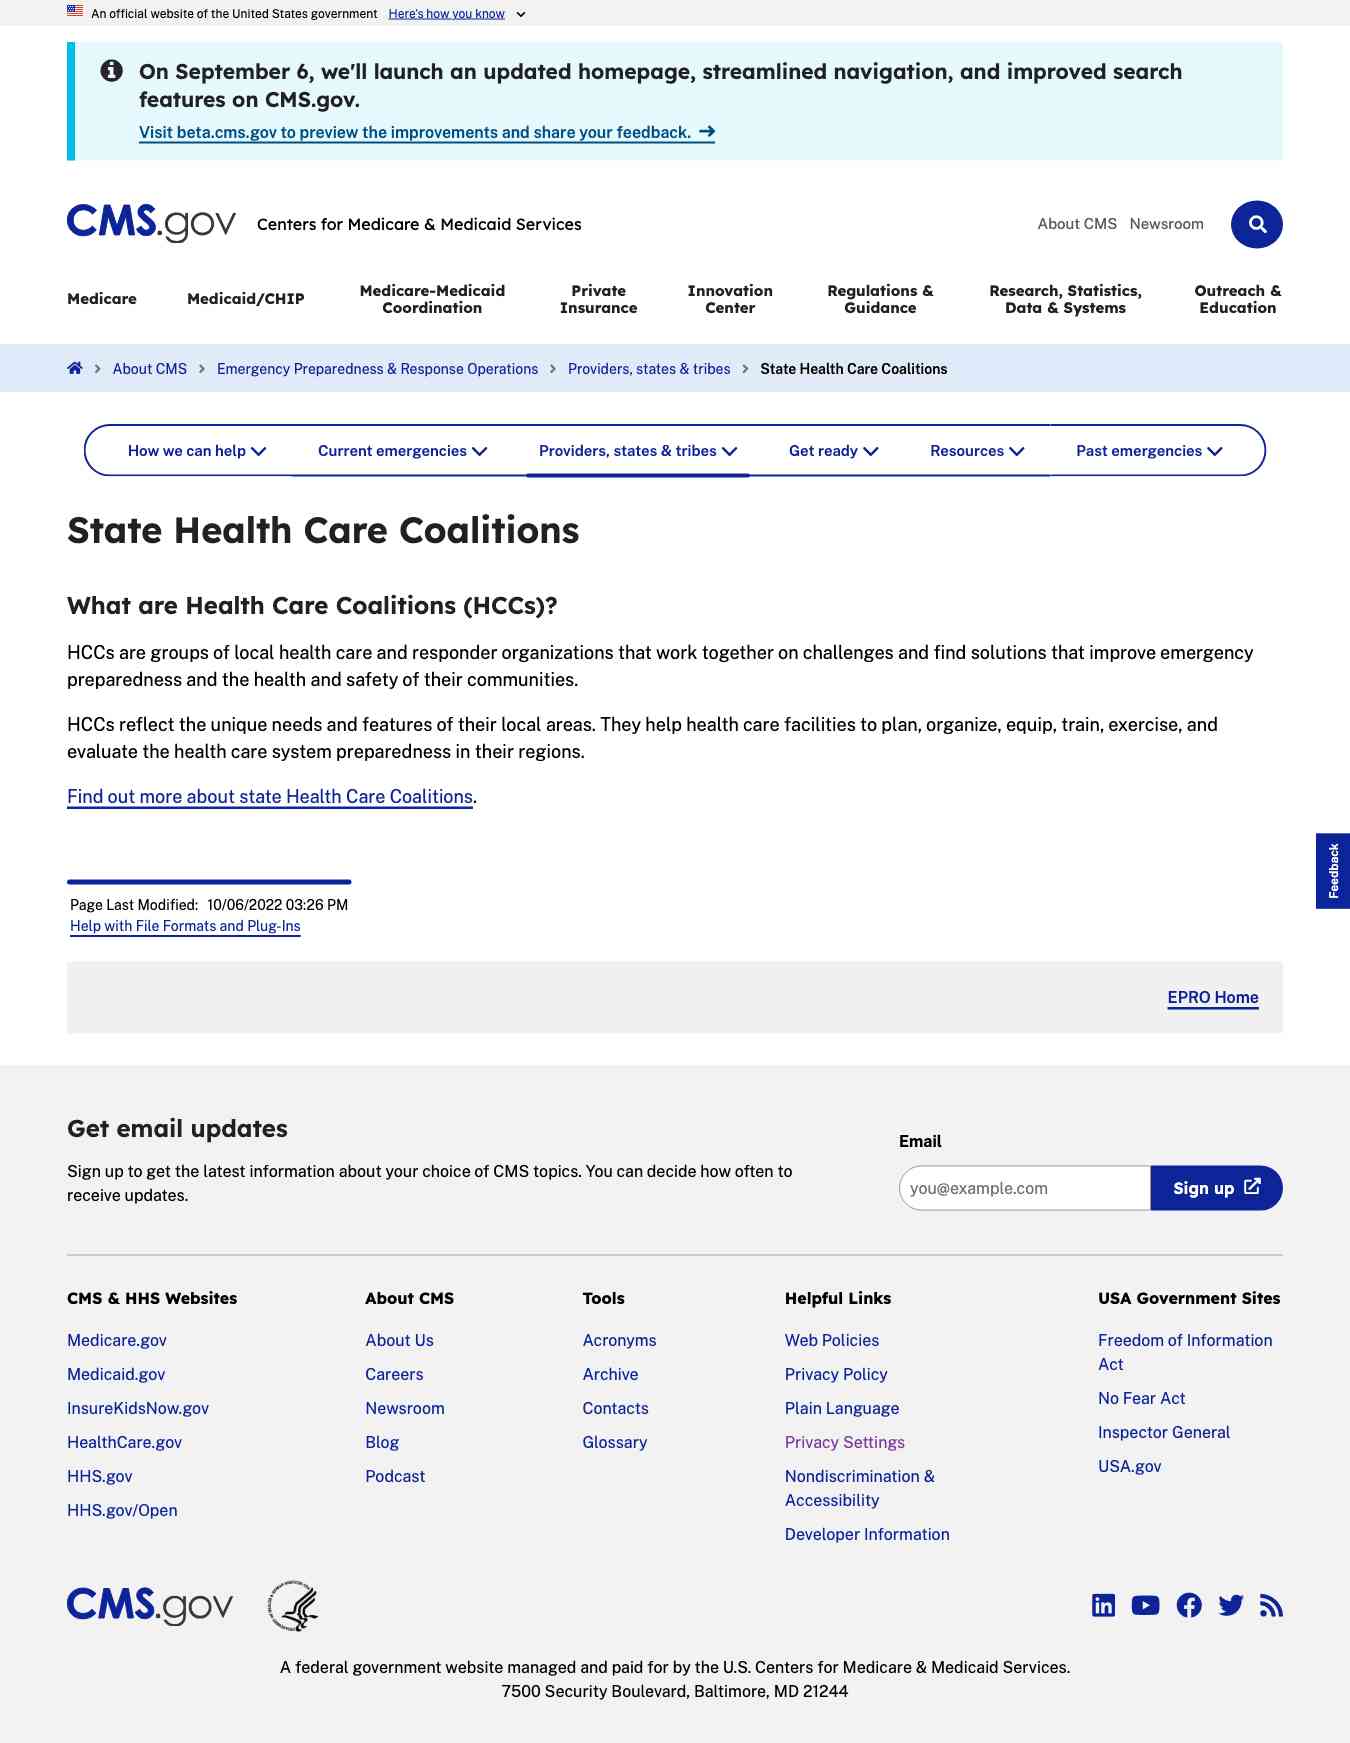 An official website of the United States government Here's how you know
On September 6, we'll launch an updated homepage, streamlined navigation, and improved search
features on CMS.gov.
Visit beta.cms.gov to preview the improvements and share your feedback.
CMS.gov Centers for Medicare & Medicaid Services
About CMS Newsroom
Medicare
Medicaid/CHIP
Medicare-Medicaid
Coordination
Private
Insurance
Innovation
Center
Regulations &
Guidance
Research, Statistics,
Data & Systems
Outreach &
Education
About CMS Emergency Preparedness & Response Operations Providers, states & tribes State Health Care Coalitions
How we can help Current emergencies Providers, states & tribes Get ready Resources Past emergencies
State Health Care Coalitions
What are Health Care Coalitions (HCCs)?
HCCs are groups of local health care and responder organizations that work together on challenges and find solutions that improve emergency
preparedness and the health and safety of their communities.
HCCs reflect the unique needs and features of their local areas. They help health care facilities to plan, organize, equip, train, exercise, and
evaluate the health care system preparedness in their regions.
Find out more about state Health Care Coalitions.
Feedback
Page Last Modified: 10/06/2022 03:26 PM
Help with File Formats and Plug-Ins
EPRO Home
Get email updates
Sign up to get the latest information about your choice of CMS topics. You can decide how often to
receive updates.
Email
you@example.com
Sign up
CMS & HHS Websites
Medicare.gov
Medicaid.gov
InsureKidsNow.gov
HealthCare.gov
HHS.gov
HHS.gov/Open
About CMS
About Us
Careers
Newsroom
Blog
Podcast
Tools
Acronyms
Archive
Contacts
Glossary
Helpful Links
Web Policies
Privacy Policy
Plain Language
Privacy Settings
Nondiscrimination &
Accessibility
Developer Information
USA Government Sites
Freedom of Information
Act
No Fear Act
Inspector General
USA.gov
CMS.gov
A federal government website managed and paid for by the U.S. Centers for Medicare & Medicaid Services.
7500 Security Boulevard, Baltimore, MD 21244